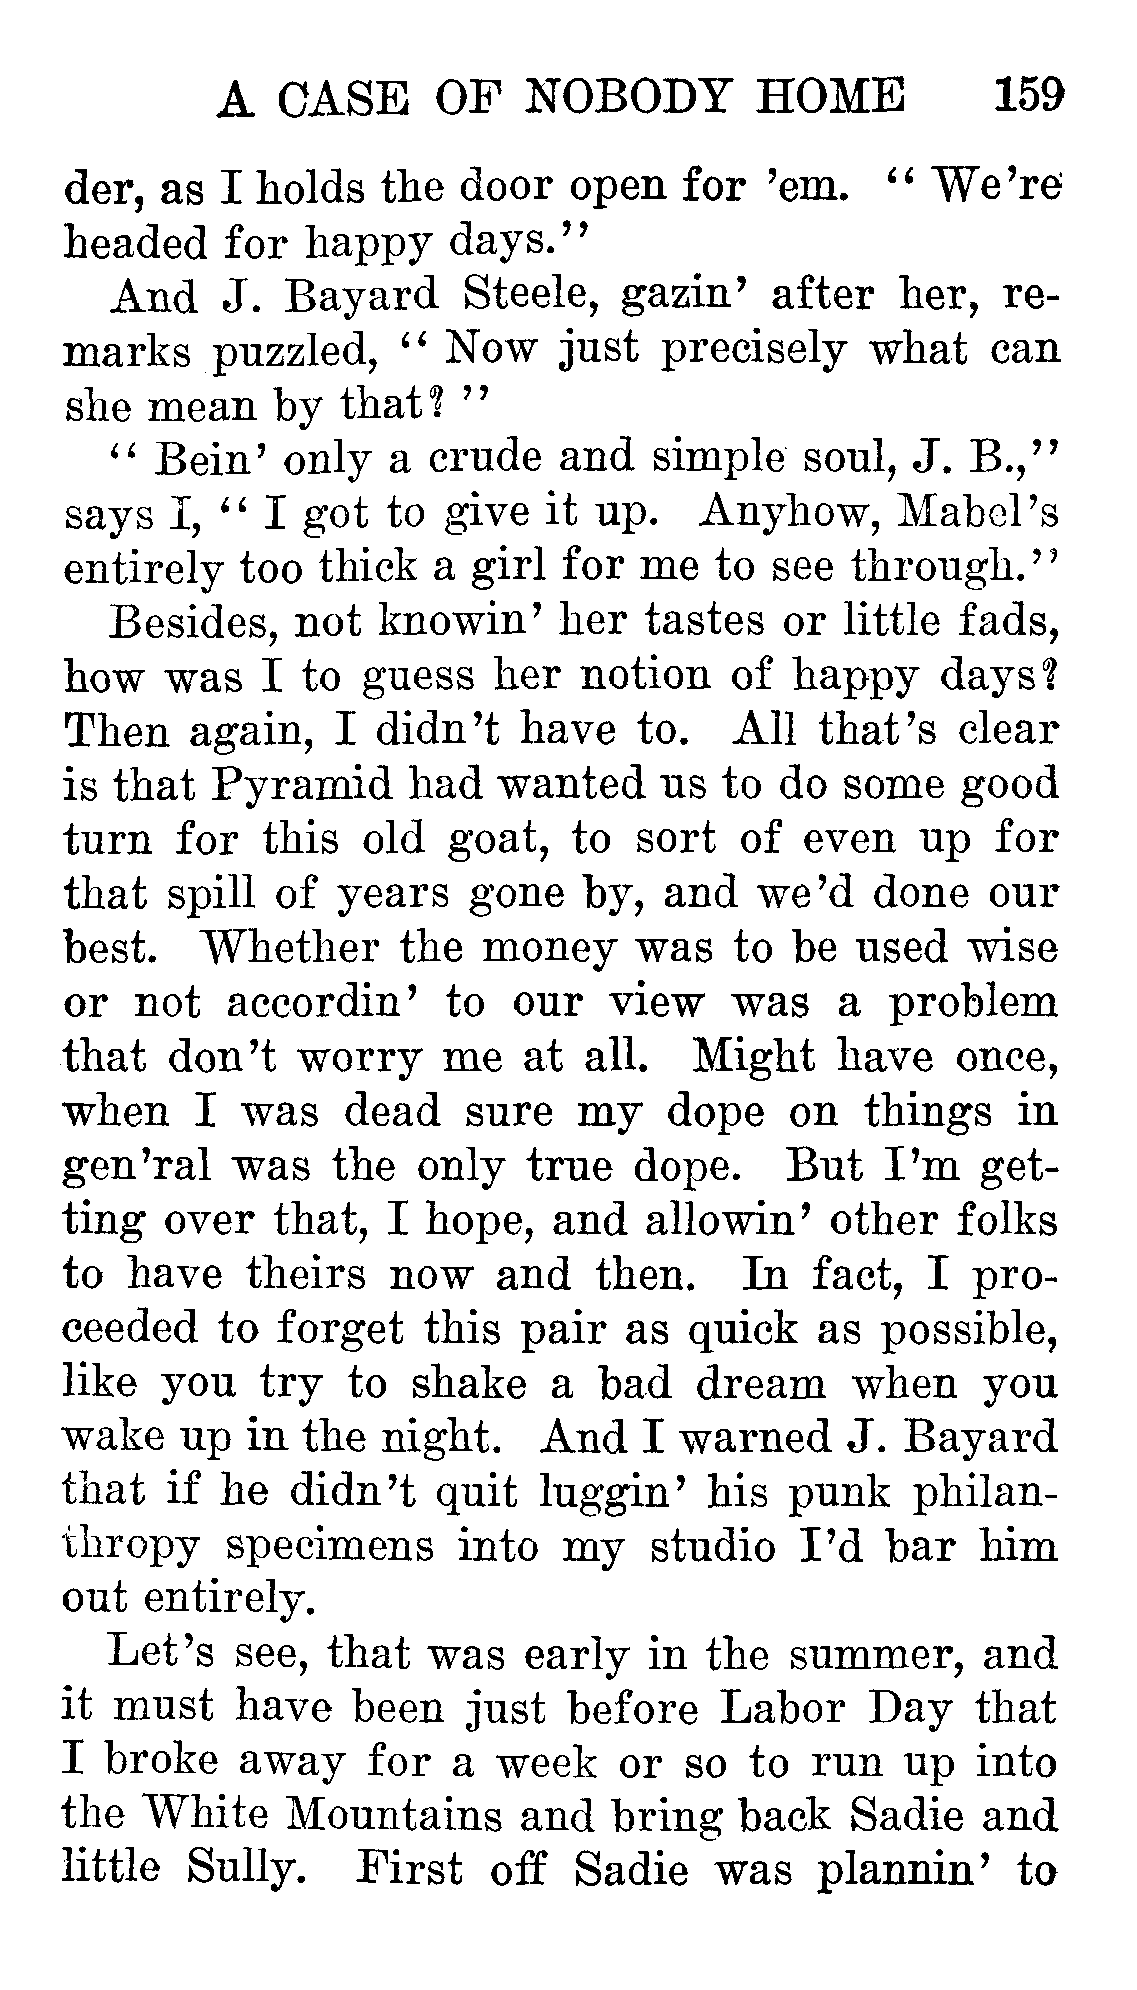 A CASE OF NOBODY HOME 159
der, as I holds the door open for 'em. "We're
headed for happy days."
And J. Bayard Steele, gazin' after her, re-
marks puzzled, "Now just precisely what can
she mean by that?"
"Bein' only a crude and simple soul, J. B.,"
says I, "I got to give it up. Anyhow, Mabel's
entirely too thick a girl for me to see through."
Besides, not knowin' her tastes or little fads,
how was I to guess her notion of happy days?
Then again, I didn't have to. All that's clear
is that Pyramid had wanted us to do some good
turn for this old goat, to sort of even up for
that spill of years gone by, and we'd done our
best. Whether the money was to be used wise
or not accordin' to our view was a problem
that don't worry me at all. Might have once,
when I was dead sure my dope on things in
gen'ral was the only true dope. But I'm get-
ting over that, I hope, and allowin' other folks
to have theirs now and then. In fact, I pro-
ceeded to forget this pair as quick as possible,
like you try to shake a bad dream when you
wake up in the night. And I warned J. Bayard
that if he didn't quit luggin' his punk philan-
thropy specimens into my studio I'd bar him
out entirely.
Let's see, that was early in the summer, and
it must have been just before Labor Day that
I broke away for a week or so to run up into
the White Mountains and bring back Sadie and
little Sully. First off Sadie was plannin' to